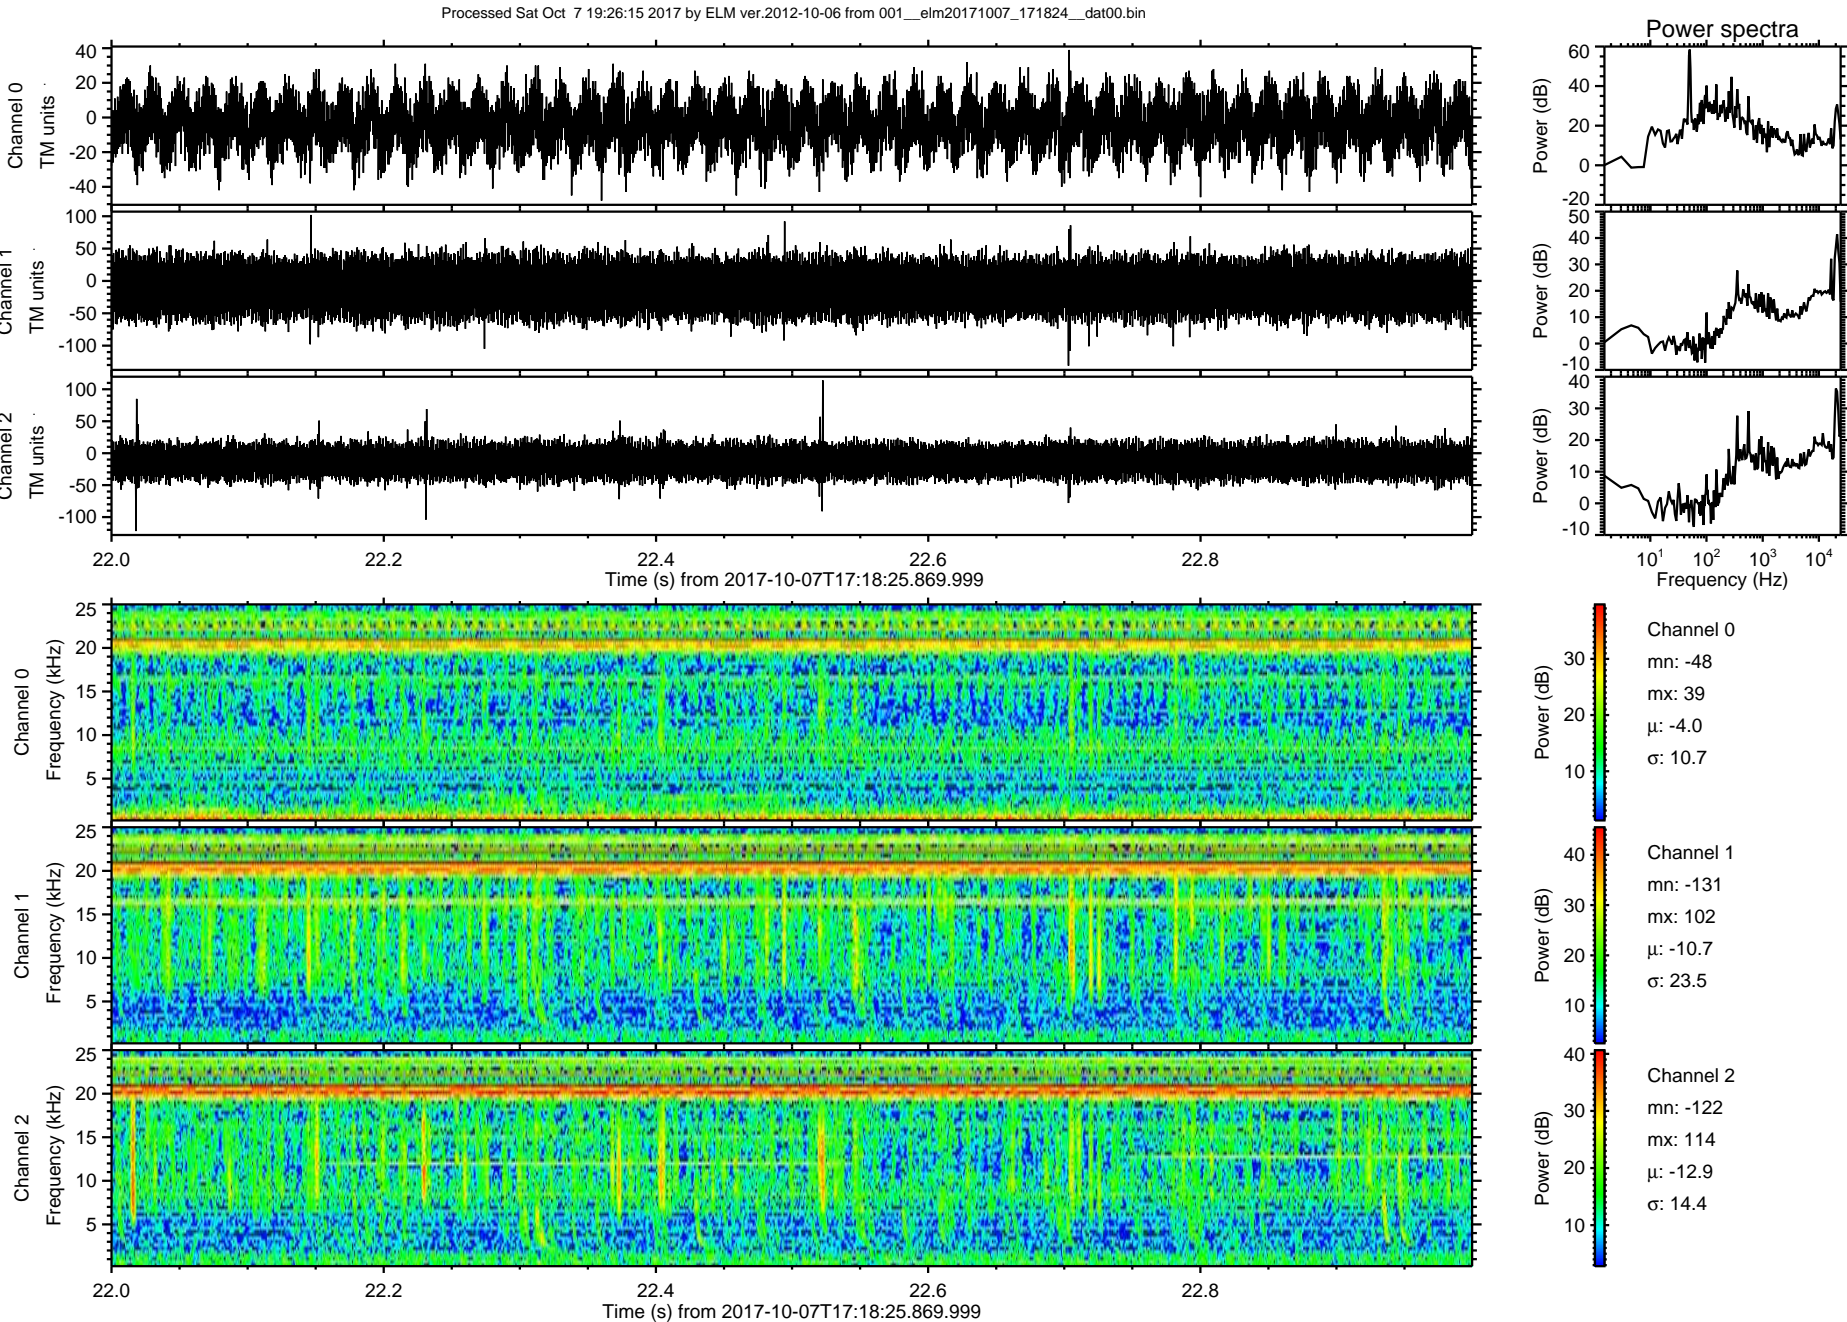 Processed Sat Oct 7 19:26:15 2017 by ELM ver.2012-10-06 from 001__elm20171007_171824__dat00.bin
Power spectra
Channel 0
TM units
40
20
0
-20
-40
Power (dB)
60
40
20
0
-20
Channel 1
TM units
100
50
0
-50
-100
Power (dB)
50
40
30
20
10
0
-10
Channel 2
TM units
100
50
0
-50
-100
Power (dB)
40
30
20
10
0
-10
22.0 22.2 22.4 22.6 22.8
Time (s) from 2017-10-07T17:18:25.869.999
10^1 10^2 10^3 10^4
Frequency (Hz)
Channel 0
Frequency (kHz)
25
20
15
10
5
Power (dB)
30
20
10
Channel 0
mn: -48
mx: 39
μ: -4.0
σ: 10.7
Channel 1
Frequency (kHz)
25
20
15
10
5
Power (dB)
40
30
20
10
Channel 1
mn: -131
mx: 102
μ: -10.7
σ: 23.5
Channel 2
Frequency (kHz)
25
20
15
10
5
Power (dB)
40
30
20
10
Channel 2
mn: -122
mx: 114
μ: -12.9
σ: 14.4
22.0 22.2 22.4 22.6 22.8
Time (s) from 2017-10-07T17:18:25.869.999